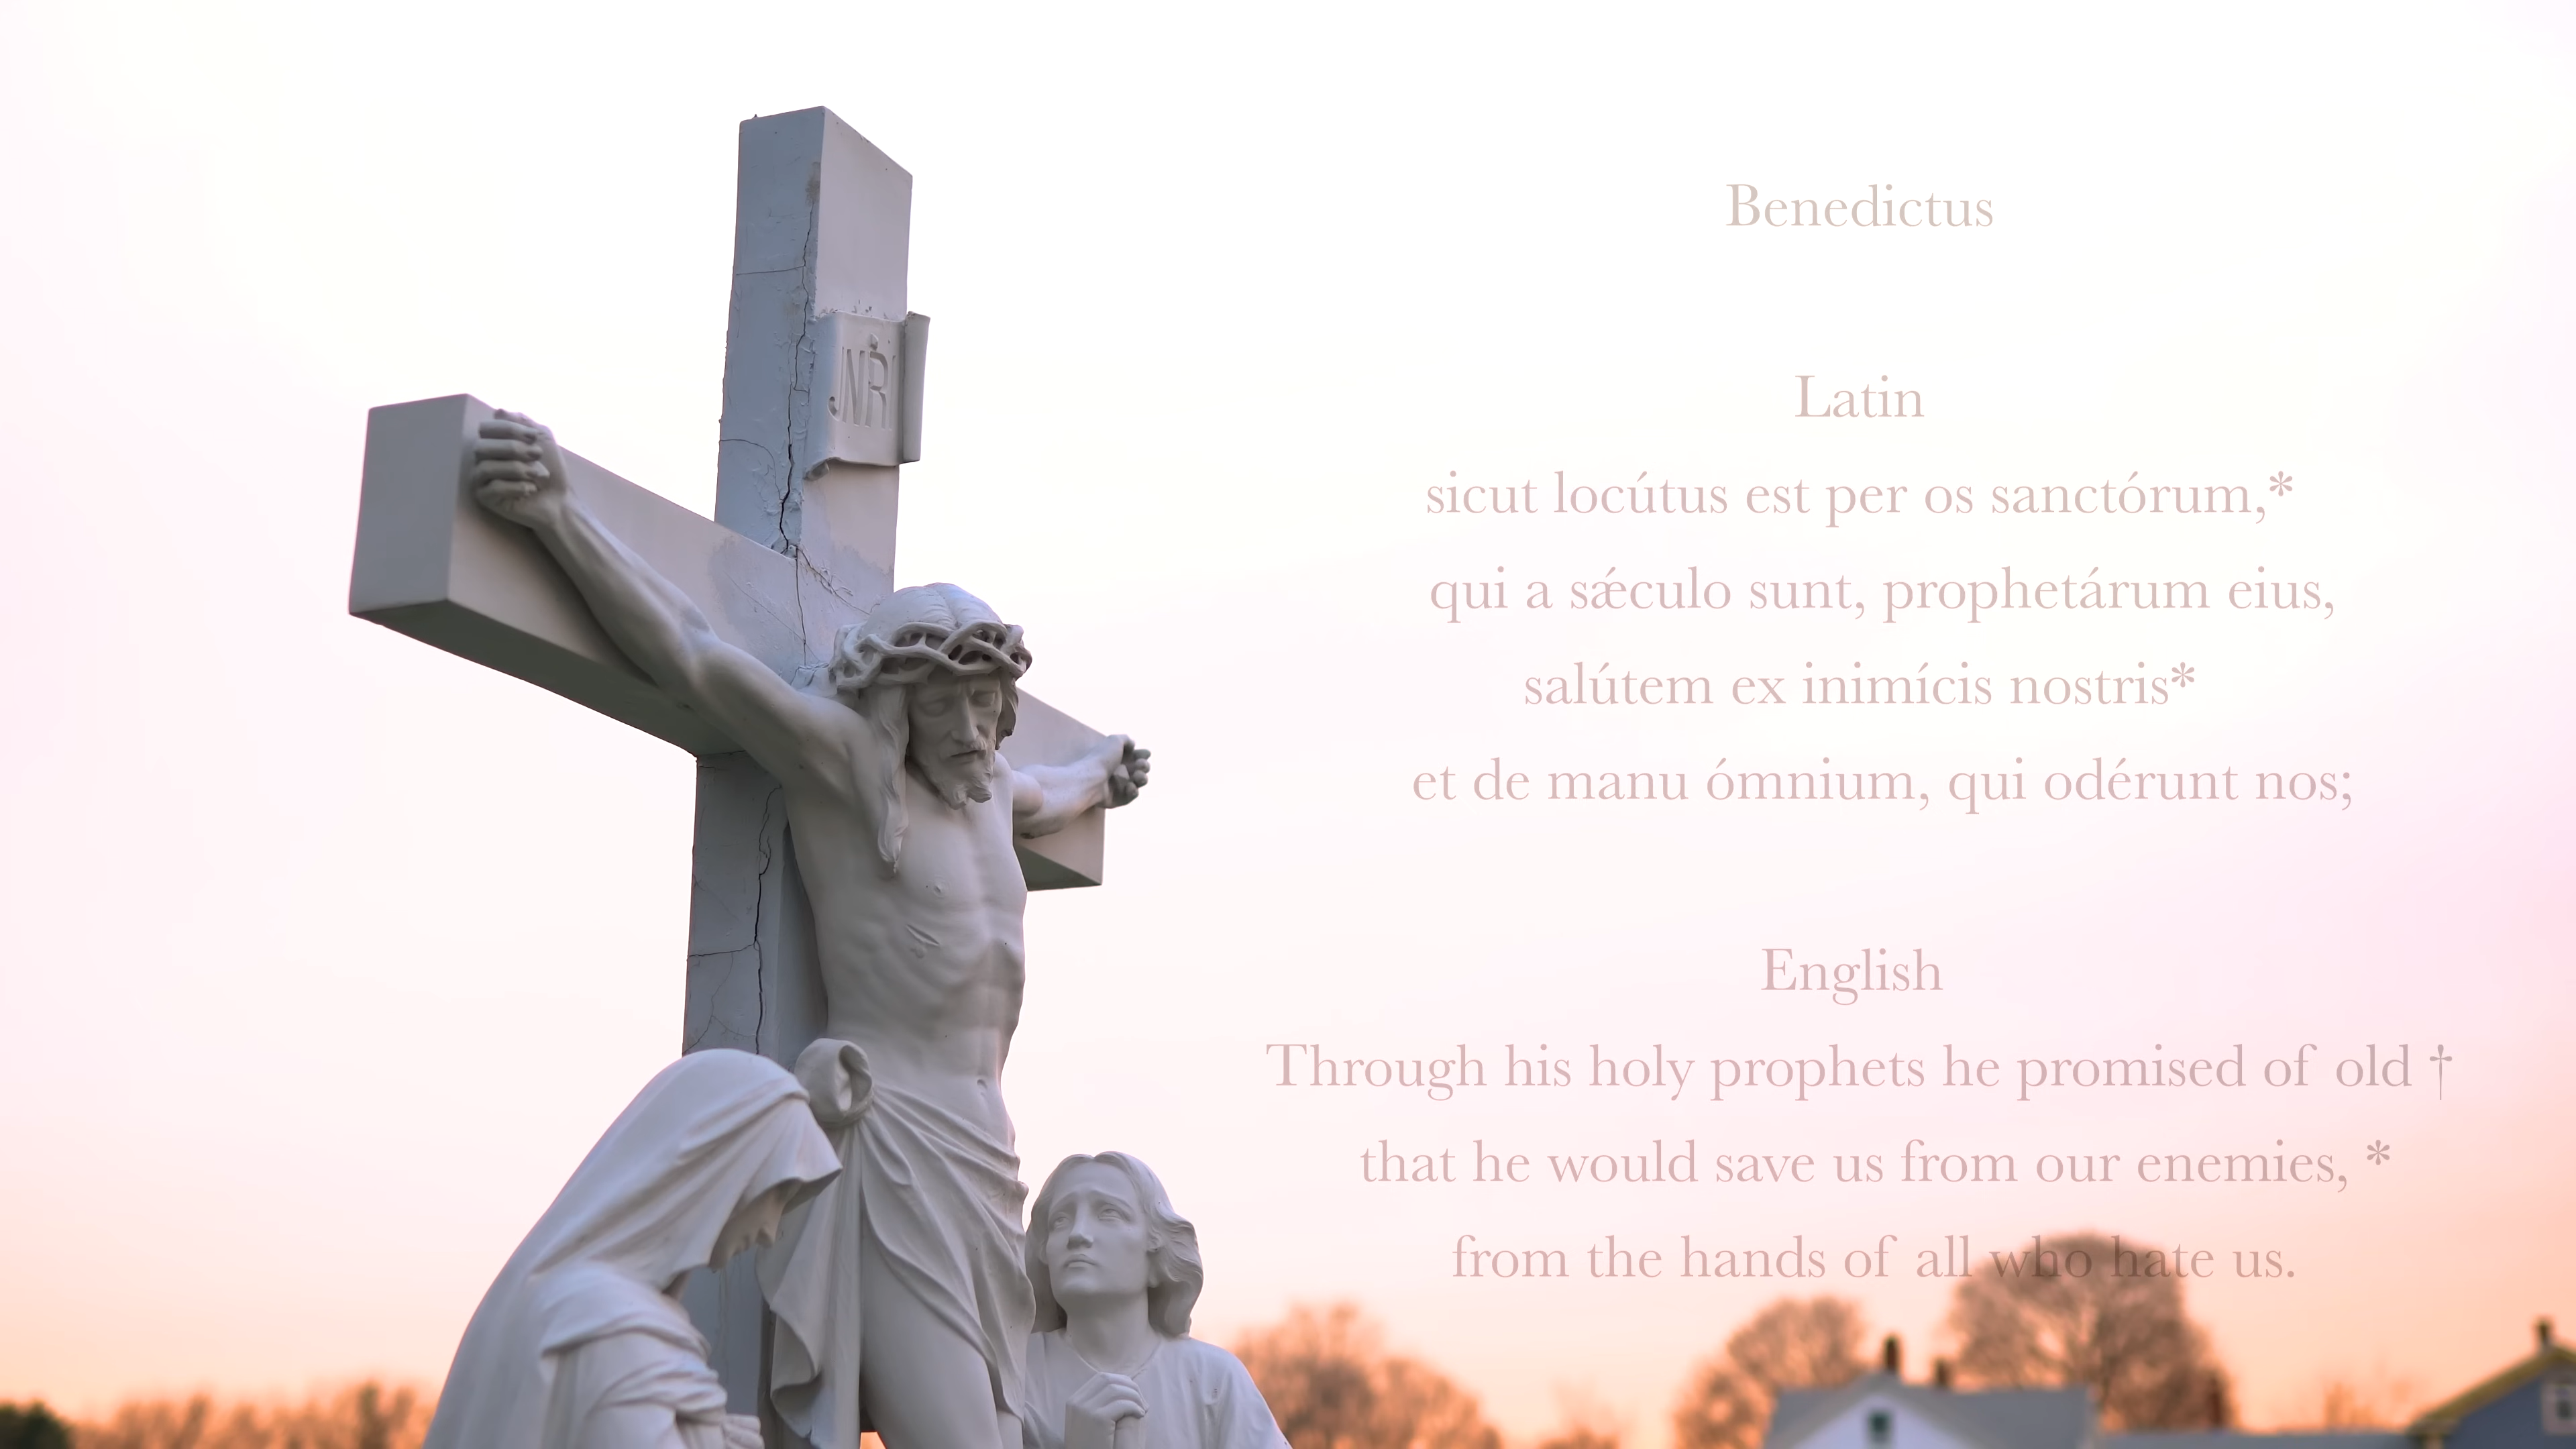 JNRI
Benedictus
Latin
sicut locútus est per os sanctórum,*
qui a sǽculo sunt, prophetárum eius,
salútem ex inimícis nostris*
et de manu ómnium, qui odérunt nos;
English
Through his holy prophets he promised of old †
that he would save us from our enemies, *
from the hands of all who hate us.